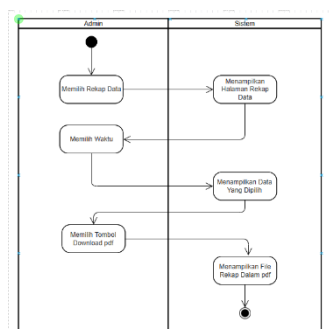 Admin
Sistem
Memilih Rekap Data
Menampilkan
Halaman Rekap
Data
Memilih Waktu
Menampilkan Data
Yang Dipilih
Memilih Tombol
Download pdf
Menampilkan File
Rekap Dalam pdf